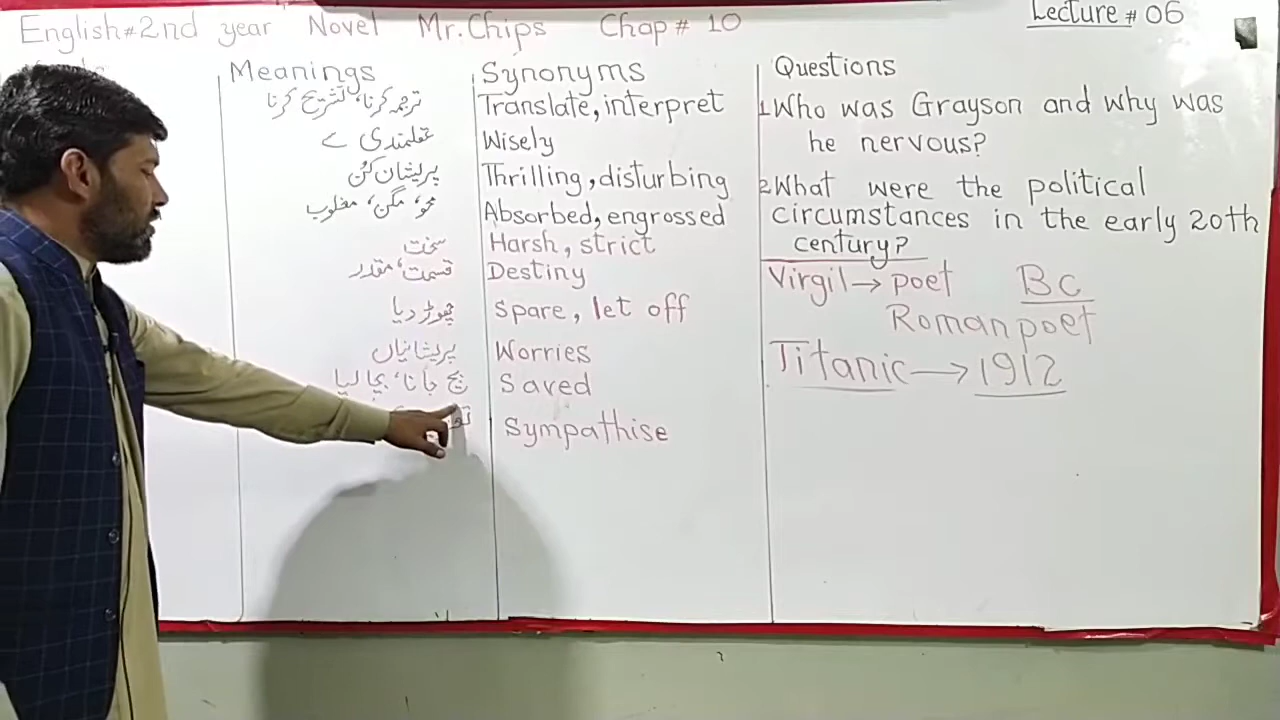 English#2nd year Novel Mr.Chips Chap# 10
Lecture # 06
Meanings
ترجمہ کرنا، تشریح کرنا
عقلمندی سے
پریشان کن
محو، مگن، مغلوب
سخت
قسمت، مقدر
چھوڑ دیا
پریشانیاں
بچ جانا، بچا لیا
Synonyms
Translate, interpret
Wisely
Thrilling, disturbing
Absorbed, engrossed
Harsh, strict
Destiny
Spare, let off
Worries
Saved
Sympathise
Questions
1 Who was Grayson and why was
he nervous?
2 What were the political
circumstances in the early 20th
century?
Virgil → poet BC
Roman poet
Titanic → 1912